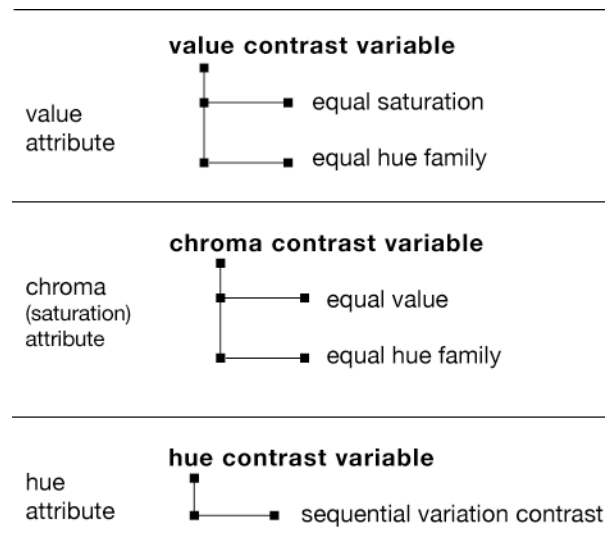 value contrast variable
value
attribute
equal saturation
equal hue family
chroma contrast variable
chroma
(saturation)
attribute
equal value
equal hue family
hue contrast variable
hue
attribute
sequential variation contrast